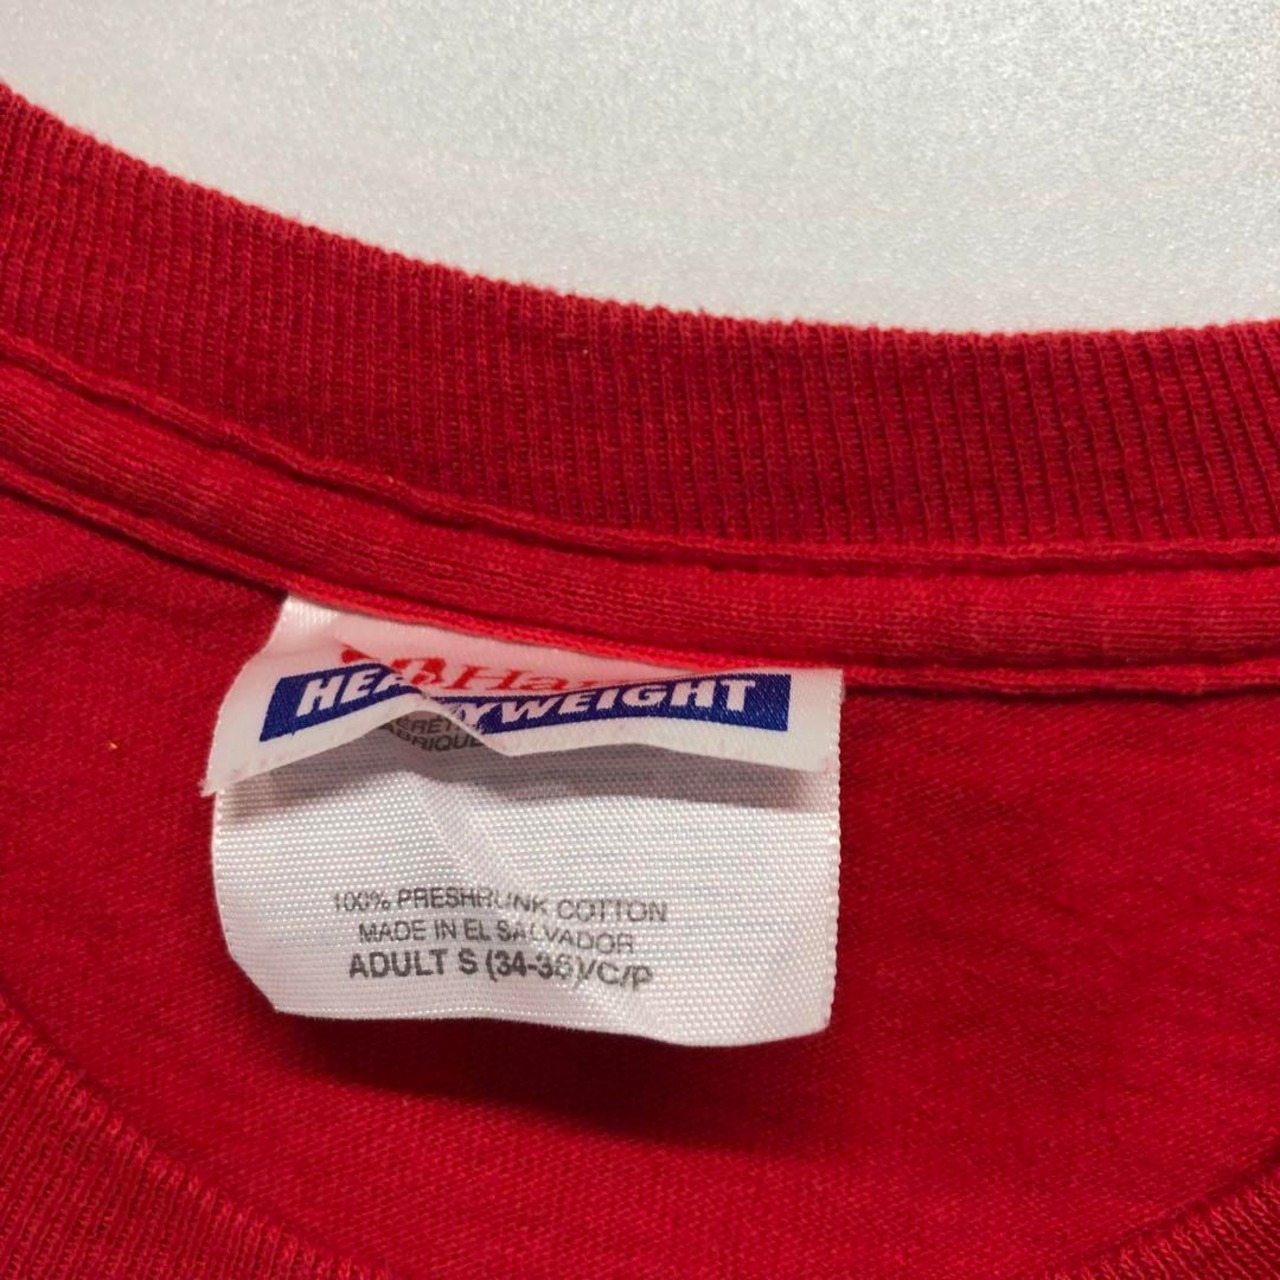 HEAVYWEIGHT
100% PRESHRUNK COTTON
MADE IN EL SALVADOR
ADULT S (34-36)/C/P